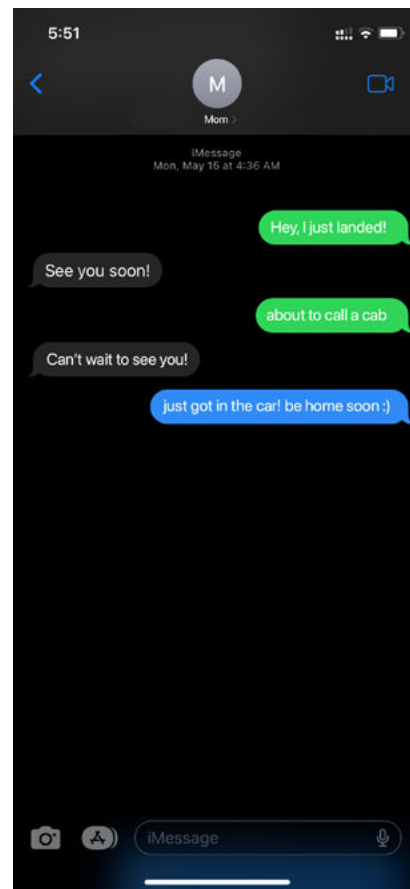 5:51
M
Mom
iMessage
Mon, May 15 at 4:36 AM
Hey, I just landed!
See you soon!
about to call a cab
Can't wait to see you!
just got in the car! be home soon :)
iMessage